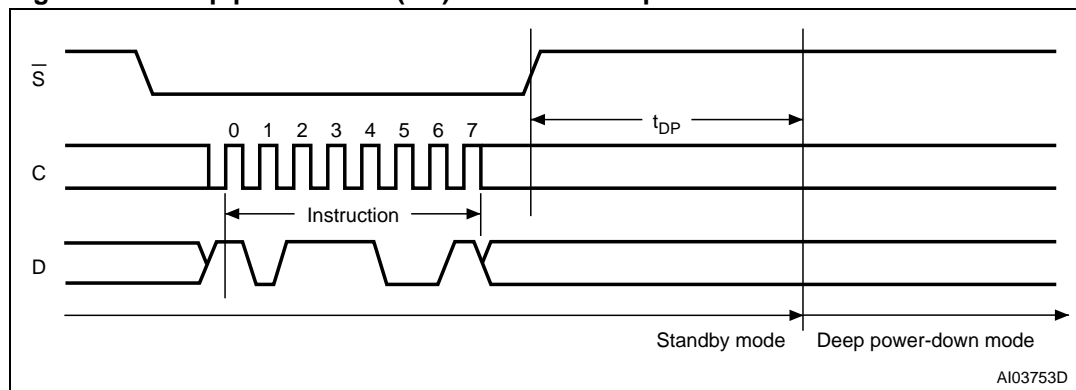 S
0 1 2 3 4 5 6 7
tDP
C
Instruction
D
Standby mode Deep power-down mode
AI03753D